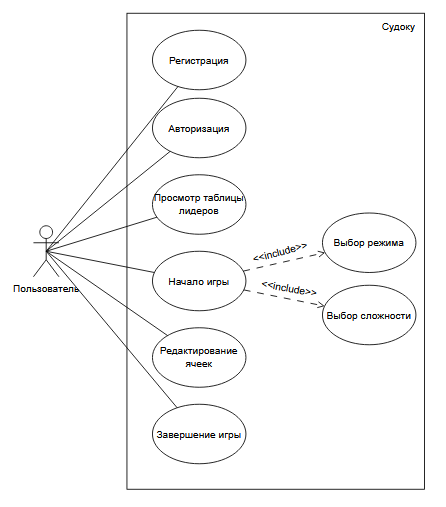 Судоку
Регистрация
Авторизация
Просмотр таблицы
лидеров
Пользователь
Начало игры
<<include>>
Выбор режима
<<include>>
Выбор сложности
Редактирование
ячеек
Завершение игры